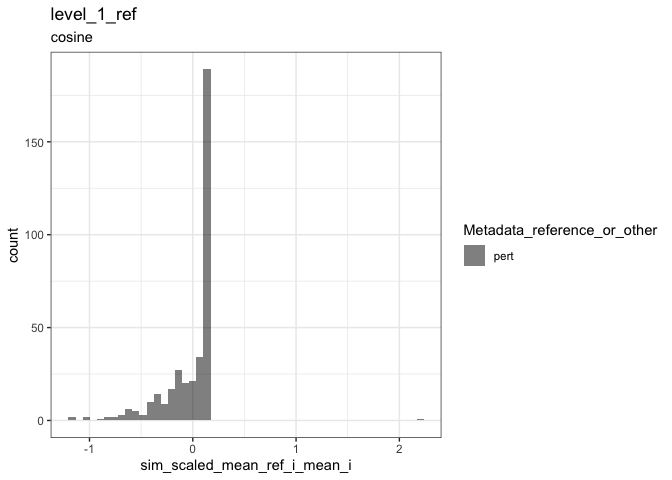 level_1_ref
cosine
150
100
50
0
count
-1
0
1
2
sim_scaled_mean_ref_i_mean_i
Metadata_reference_or_other
pert